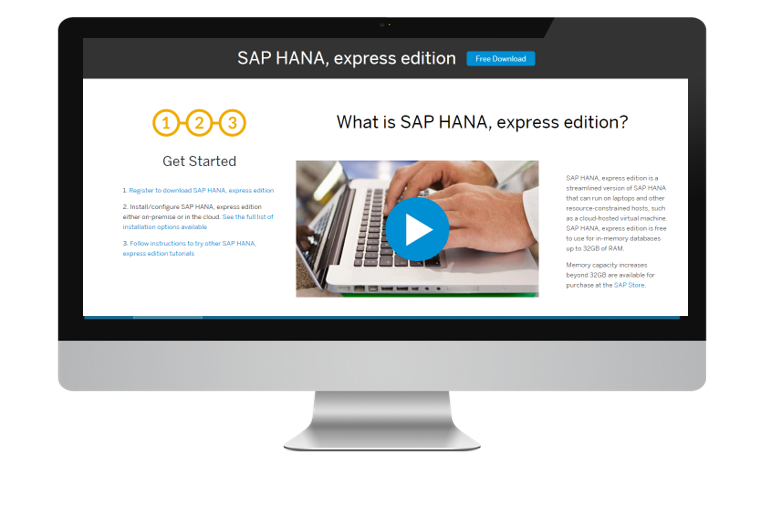 SAP HANA, express edition
Free Download
1 2 3
Get Started
1. Register to download SAP HANA, express edition
2. Install/configure SAP HANA, express edition
either on-premise or in the cloud. See the full list of
installation options available
3. Follow instructions to try other SAP HANA,
express edition tutorials
What is SAP HANA, express edition?
SAP HANA, express edition is a
streamlined version of SAP HANA
that can run on laptops and other
resource-constrained hosts, such
as a cloud-hosted virtual machine.
SAP HANA, express edition is free
to use for in-memory databases
up to 32GB of RAM.
Memory capacity increases
beyond 32GB are available for
purchase at the SAP Store.